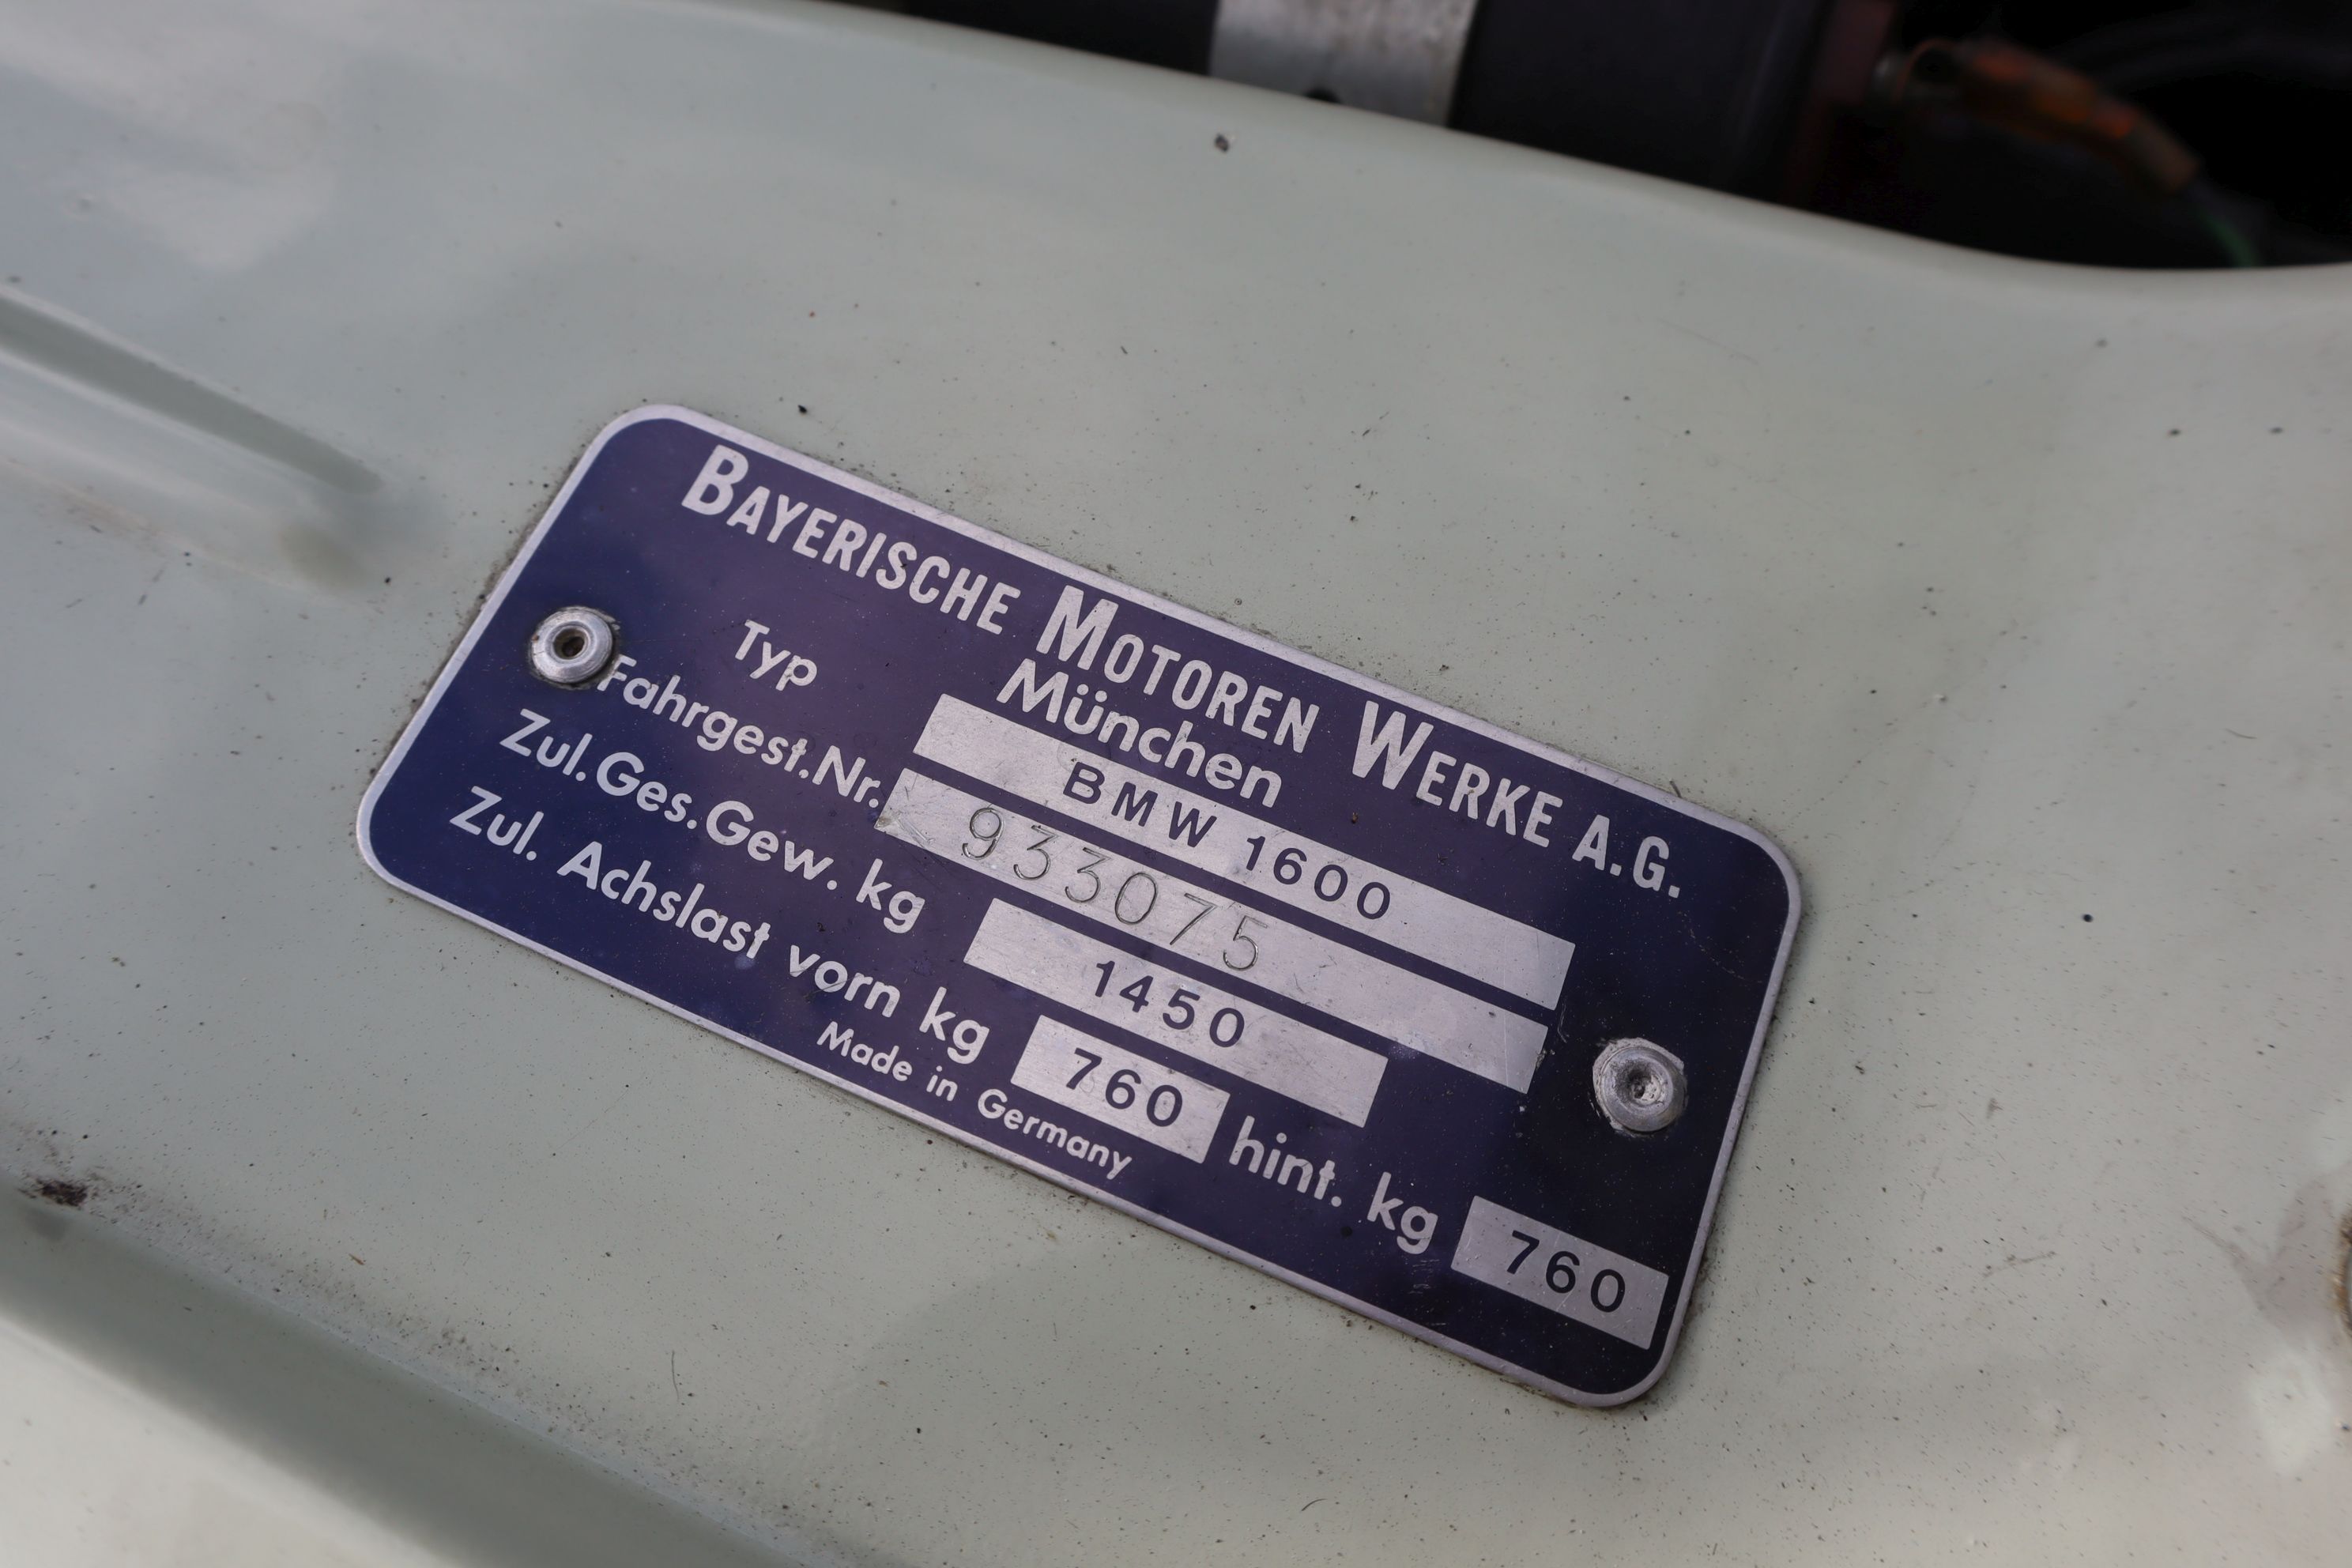 BAYERISCHE MOTOREN WERKE A.G.
München
Typ BMW 1600
Fahrgest.Nr. 933075
Zul.Ges.Gew. kg 1450
Zul. Achslast vorn kg 760 hint. kg 760
Made in Germany